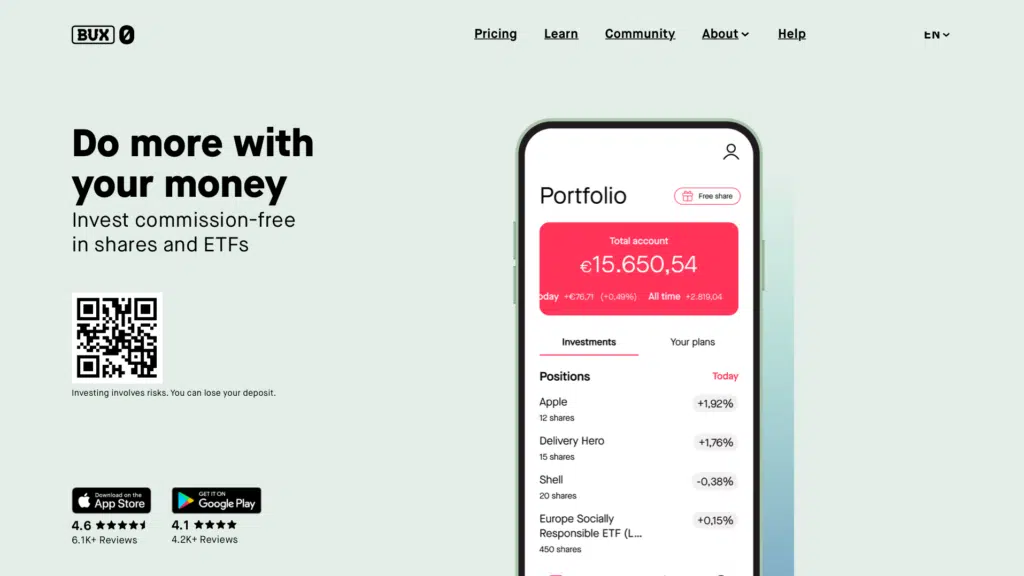 BUX 0
Pricing Learn Community About Help
EN
Do more with
your money
Invest commission-free
in shares and ETFs
Investing involves risks. You can lose your deposit.
Download on the
App Store
4.6
6.1K+ Reviews
GET IT ON
Google Play
4.1
4.2K+ Reviews
Portfolio
Free share
Total account
€15.650,54
oday +€76,71 (+0,49%) All time +2.819,04
Investments Your plans
Positions Today
Apple +1,92%
12 shares
Delivery Hero +1,76%
15 shares
Shell -0,38%
20 shares
Europe Socially +0,15%
Responsible ETF (L...
450 shares